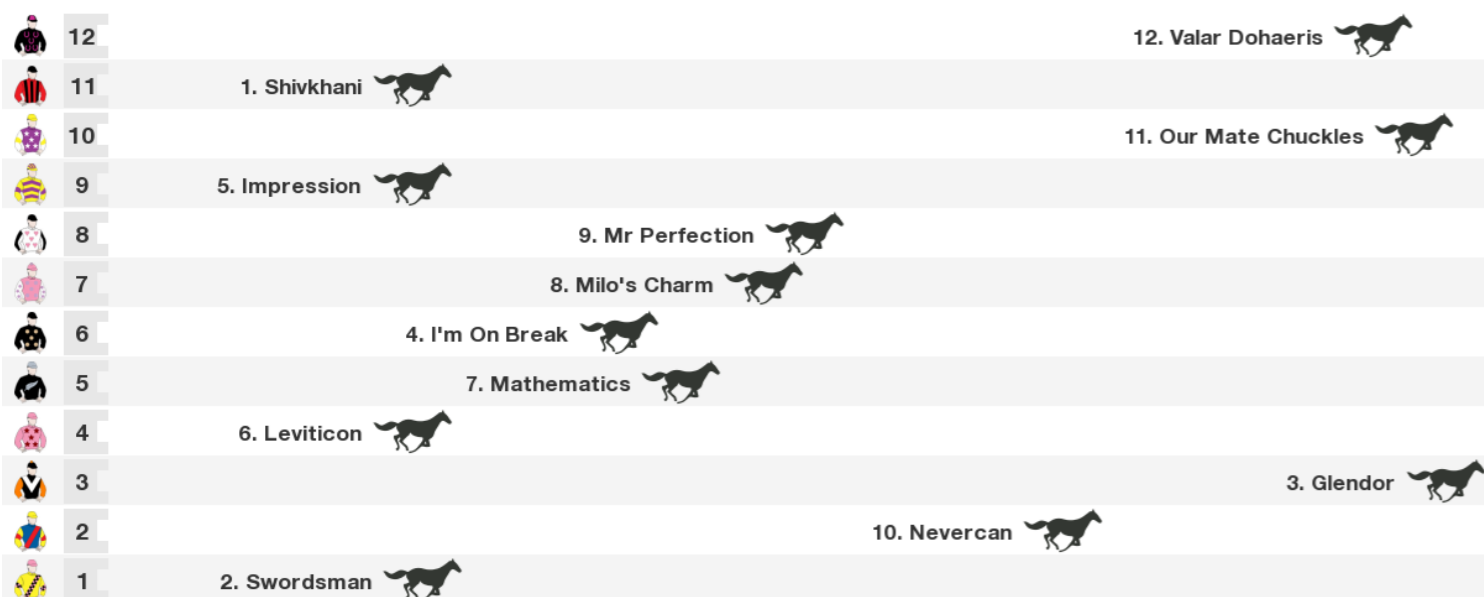 12 12. Valar Dohaeris
11 1. Shivkhani
10 11. Our Mate Chuckles
9 5. Impression
8 9. Mr Perfection
7 8. Milo's Charm
6 4. I'm On Break
5 7. Mathematics
4 6. Leviticon
3 3. Glendor
2 10. Nevercan
1 2. Swordsman